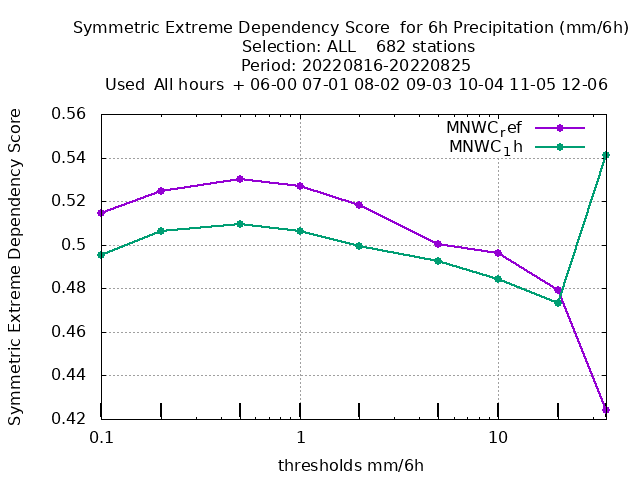 Symmetric Extreme Dependency Score  for 6h Precipitation (mm/6h)
Selection: ALL    682 stations
Period: 20220816-20220825
Used  All hours  + 06-00 07-01 08-02 09-03 10-04 11-05 12-06
Symmetric Extreme Dependency Score
0.56
0.54
0.52
0.5
0.48
0.46
0.44
0.42
MNWCref
MNWC1h
0.1 1 10
thresholds mm/6h